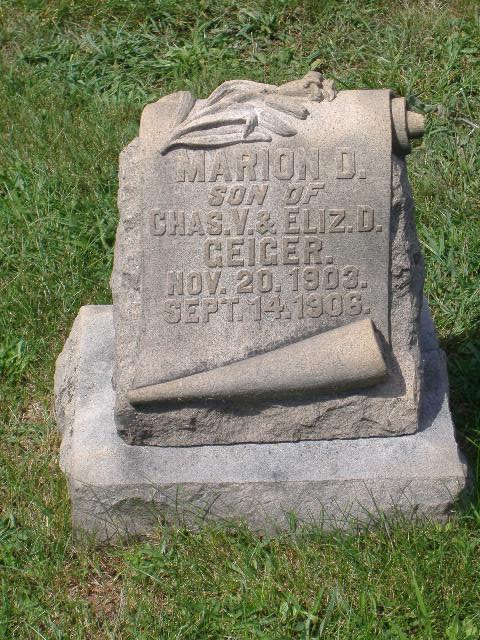 MARION D.
SON OF
CHAS. V. & ELIZ. D.
GEIGER.
NOV. 20. 1903.
SEPT. 14. 1906.